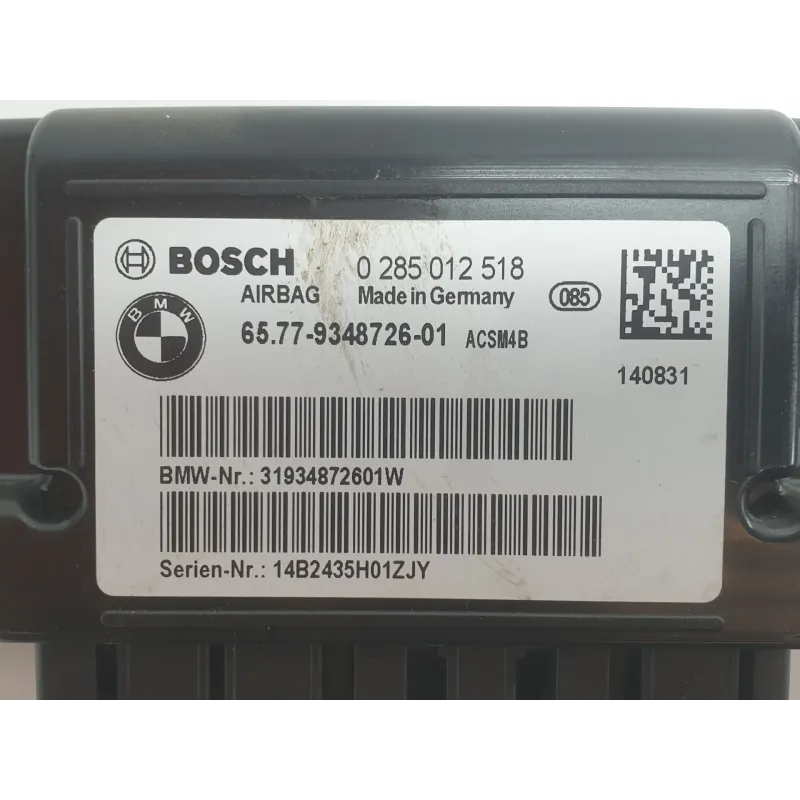 BOSCH 0 285 012 518
AIRBAG Made in Germany 085
BMW
65.77-9348726-01 ACSM4B
140831
BMW-Nr.: 31934872601W
Serien-Nr.: 14B2435H01ZJY